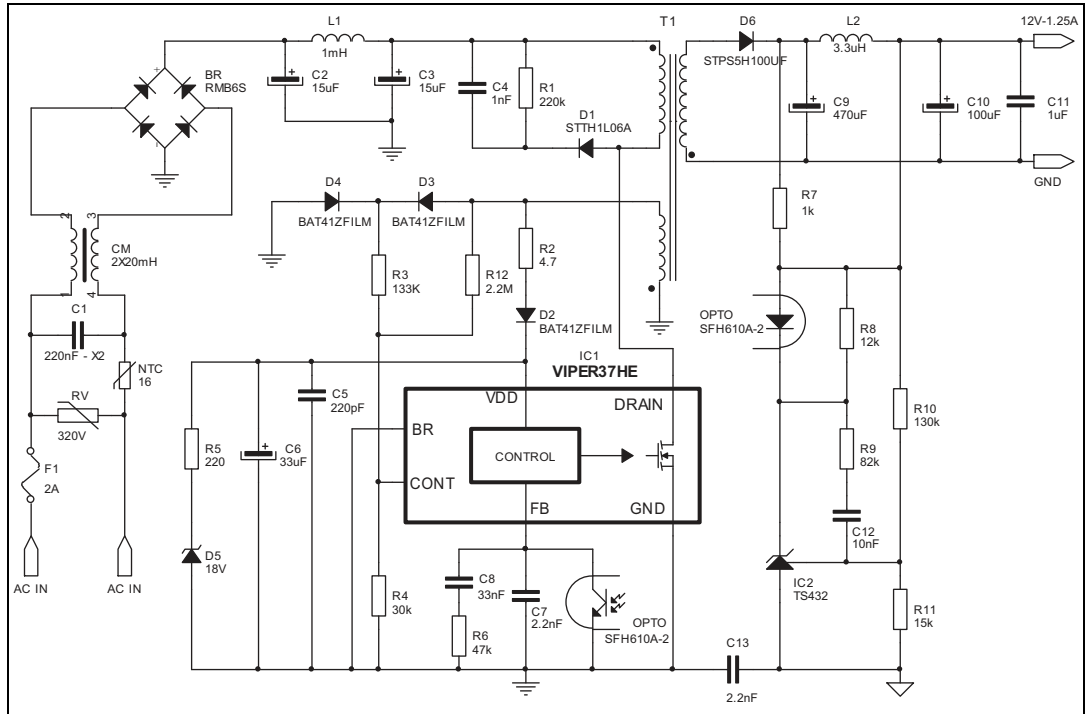 L1
1mH
T1
D6
STPS5H100UF
L2
3.3uH
12V-1.25A
BR
RMB6S
+
-
+
C2
15uF
+
C3
15uF
C4
1nF
R1
220k
D1
STTH1L06A
+
C9
470uF
+
C10
100uF
C11
1uF
GND
D4
BAT41ZFILM
D3
BAT41ZFILM
R7
1k
2
3
CM
2X20mH
1
4
R3
133K
R12
2.2M
R2
4.7
D2
BAT41ZFILM
OPTO
SFH610A-2
R8
12k
C1
220nF - X2
NTC
16
RV
320V
F1
2A
AC IN
AC IN
R5
220
D5
18V
+
C6
33uF
C5
220pF
IC1
VIPER37HE
VDD
DRAIN
BR
CONTROL
CONT
FB
GND
R10
130k
R9
82k
C12
10nF
IC2
TS432
R11
15k
R4
30k
C8
33nF
R6
47k
C7
2.2nF
OPTO
SFH610A-2
C13
2.2nF